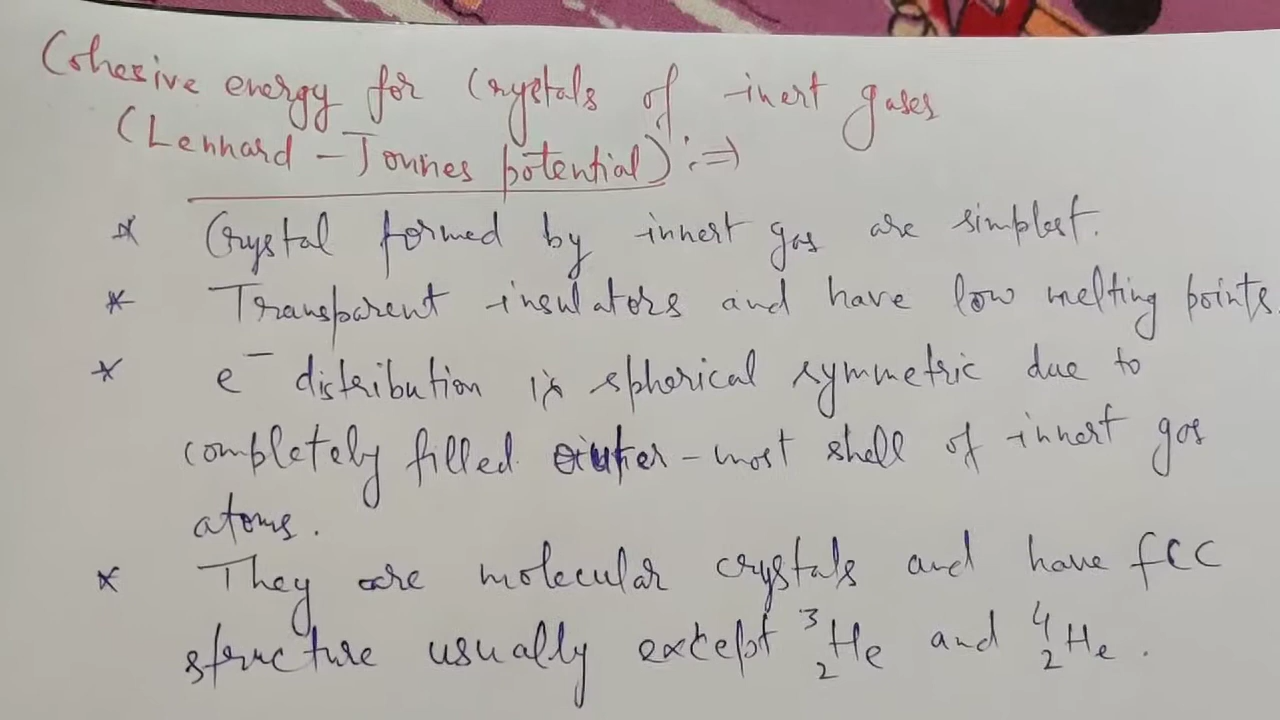 Cohesive energy for Crystals of inert gases
(Lennard - Jonnes potential) :⇒
* Crystal formed by innert gas are simplest.
* Transparent insulators and have low melting points.
* e⁻ distribution is spherical symmetric due to
completely filled outer-most shell of innert gas
atoms.
* They are molecular crystals and have fCC
structure usually except ³₂He and ⁴₂He.